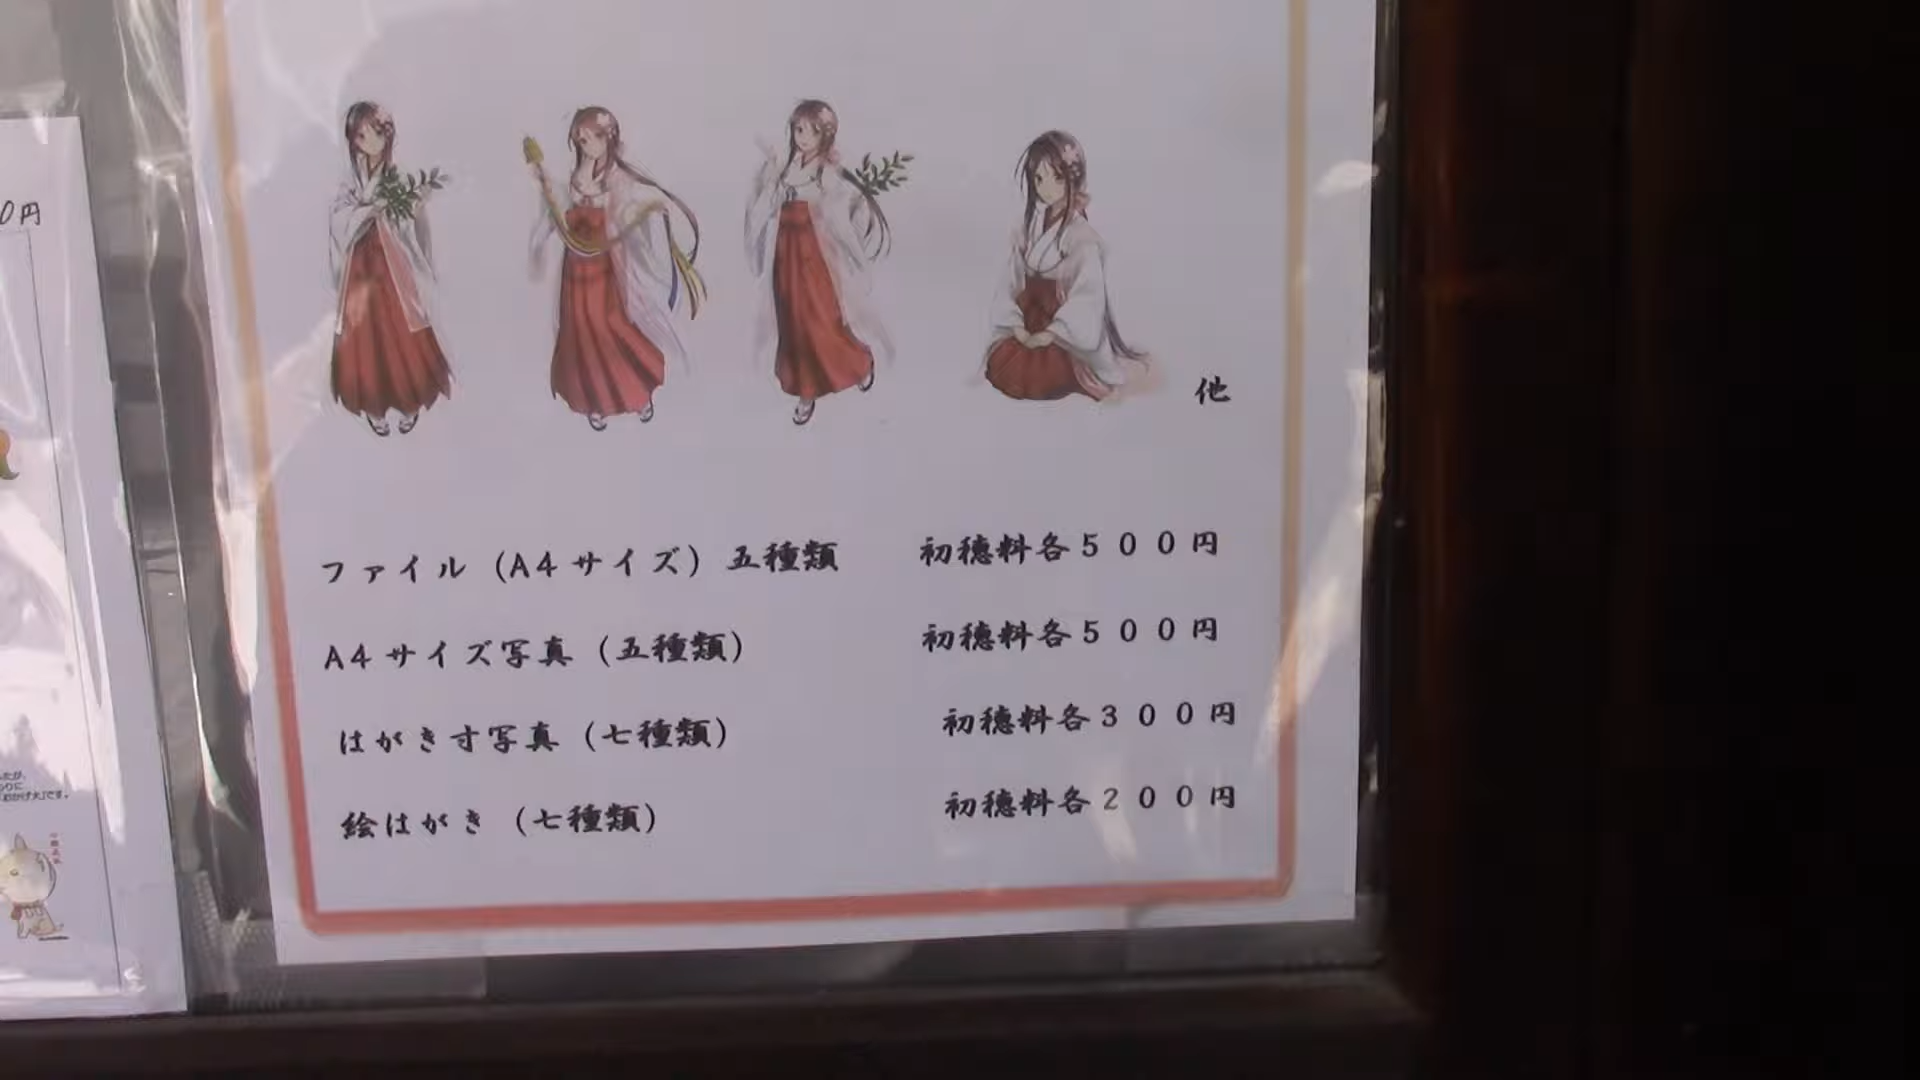 0円
他
ファイル（A4サイズ）五種類　初穂料各５００円
A4サイズ写真（五種類）　初穂料各５００円
はがき寸写真（七種類）　初穂料各３００円
絵はがき（七種類）　初穂料各２００円